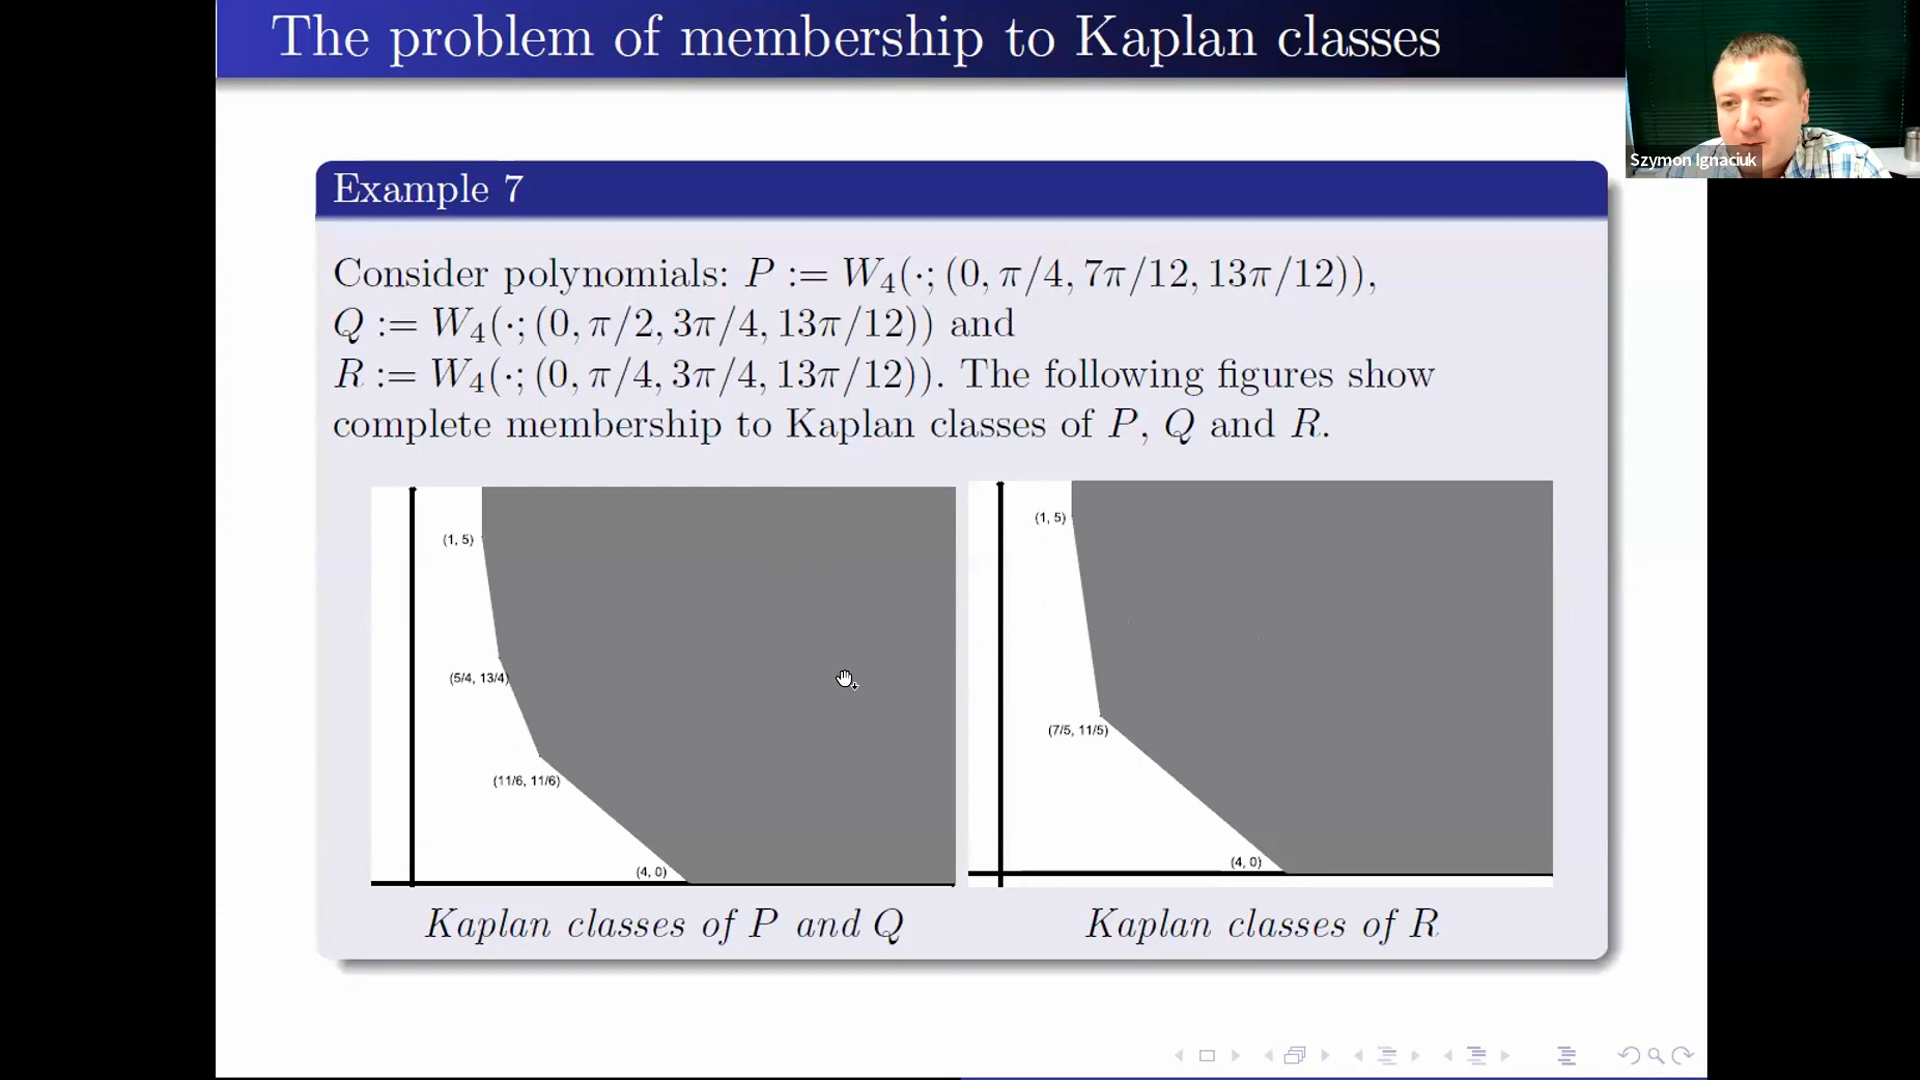 The problem of membership to Kaplan classes
Szymon Ignaciuk
Example 7
Consider polynomials: P := W₄(·; (0, π/4, 7π/12, 13π/12)),
Q := W₄(·; (0, π/2, 3π/4, 13π/12)) and
R := W₄(·; (0, π/4, 3π/4, 13π/12)). The following figures show
complete membership to Kaplan classes of P, Q and R.
(1, 5)
(5/4, 13/4)
(11/6, 11/6)
(4, 0)
(1, 5)
(7/5, 11/5)
(4, 0)
Kaplan classes of P and Q
Kaplan classes of R